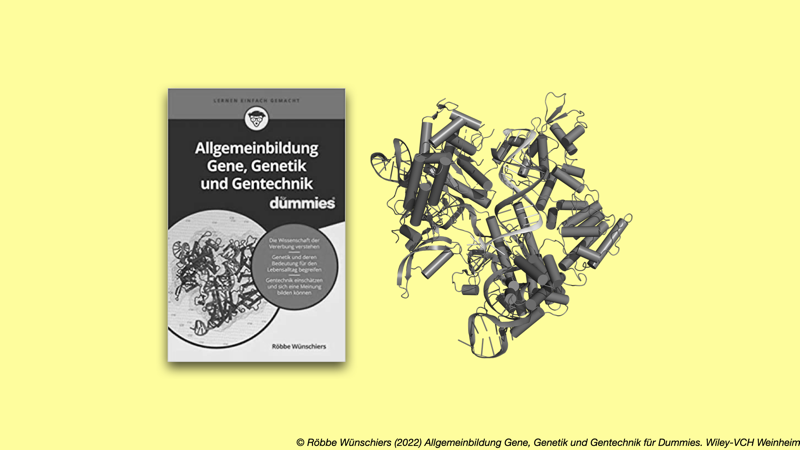 LERNEN EINFACH GEMACHT
Allgemeinbildung
Gene, Genetik
und Gentechnik
für
dummies
Die Wissenschaft der
Vererbung verstehen
Genetik und deren
Bedeutung für den
Lebensalltag begreifen
Gentechnik einschätzen
und sich eine Meinung
bilden können
Röbbe Wünschiers
© Röbbe Wünschiers (2022) Allgemeinbildung Gene, Genetik und Gentechnik für Dummies. Wiley-VCH Weinheim